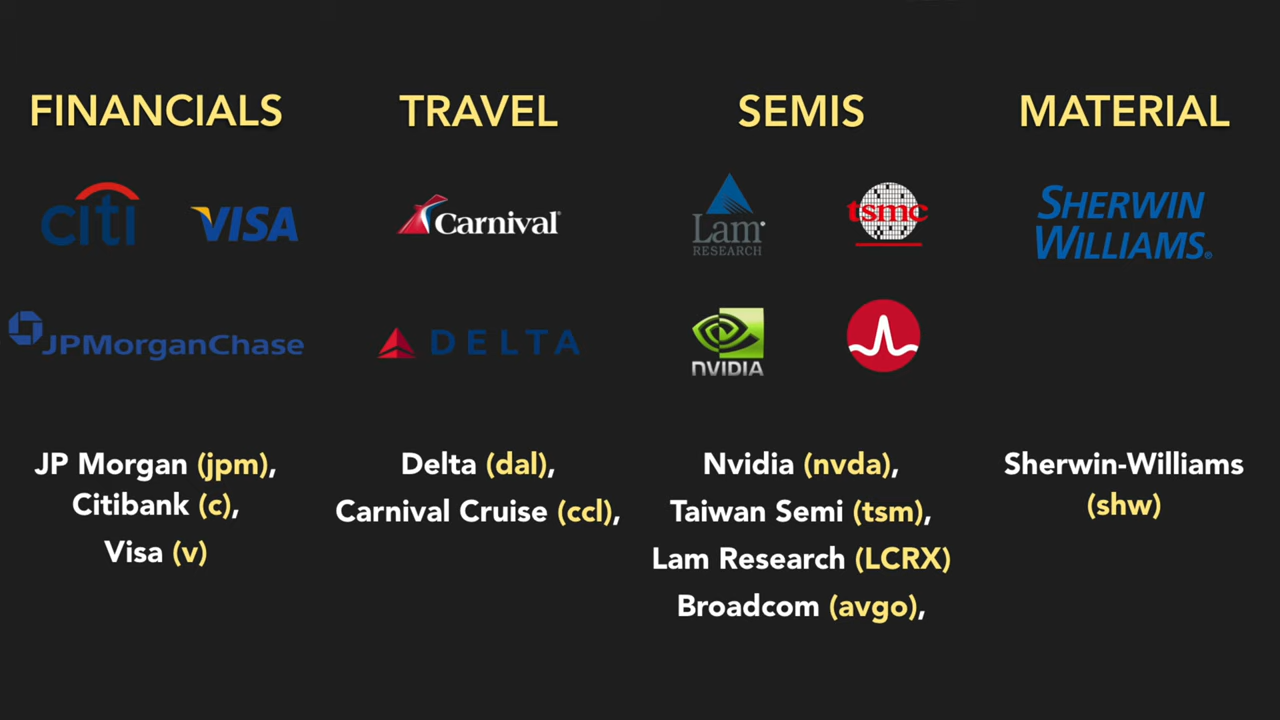 FINANCIALS
citi
VISA
JPMorganChase
JP Morgan (jpm),
Citibank (c),
Visa (v)
TRAVEL
Carnival®
DELTA
Delta (dal),
Carnival Cruise (ccl),
SEMIS
Lam
RESEARCH
tsmc
NVIDIA
Nvidia (nvda),
Taiwan Semi (tsm),
Lam Research (LCRX)
Broadcom (avgo),
MATERIAL
SHERWIN
WILLIAMS®
Sherwin-Williams
(shw)